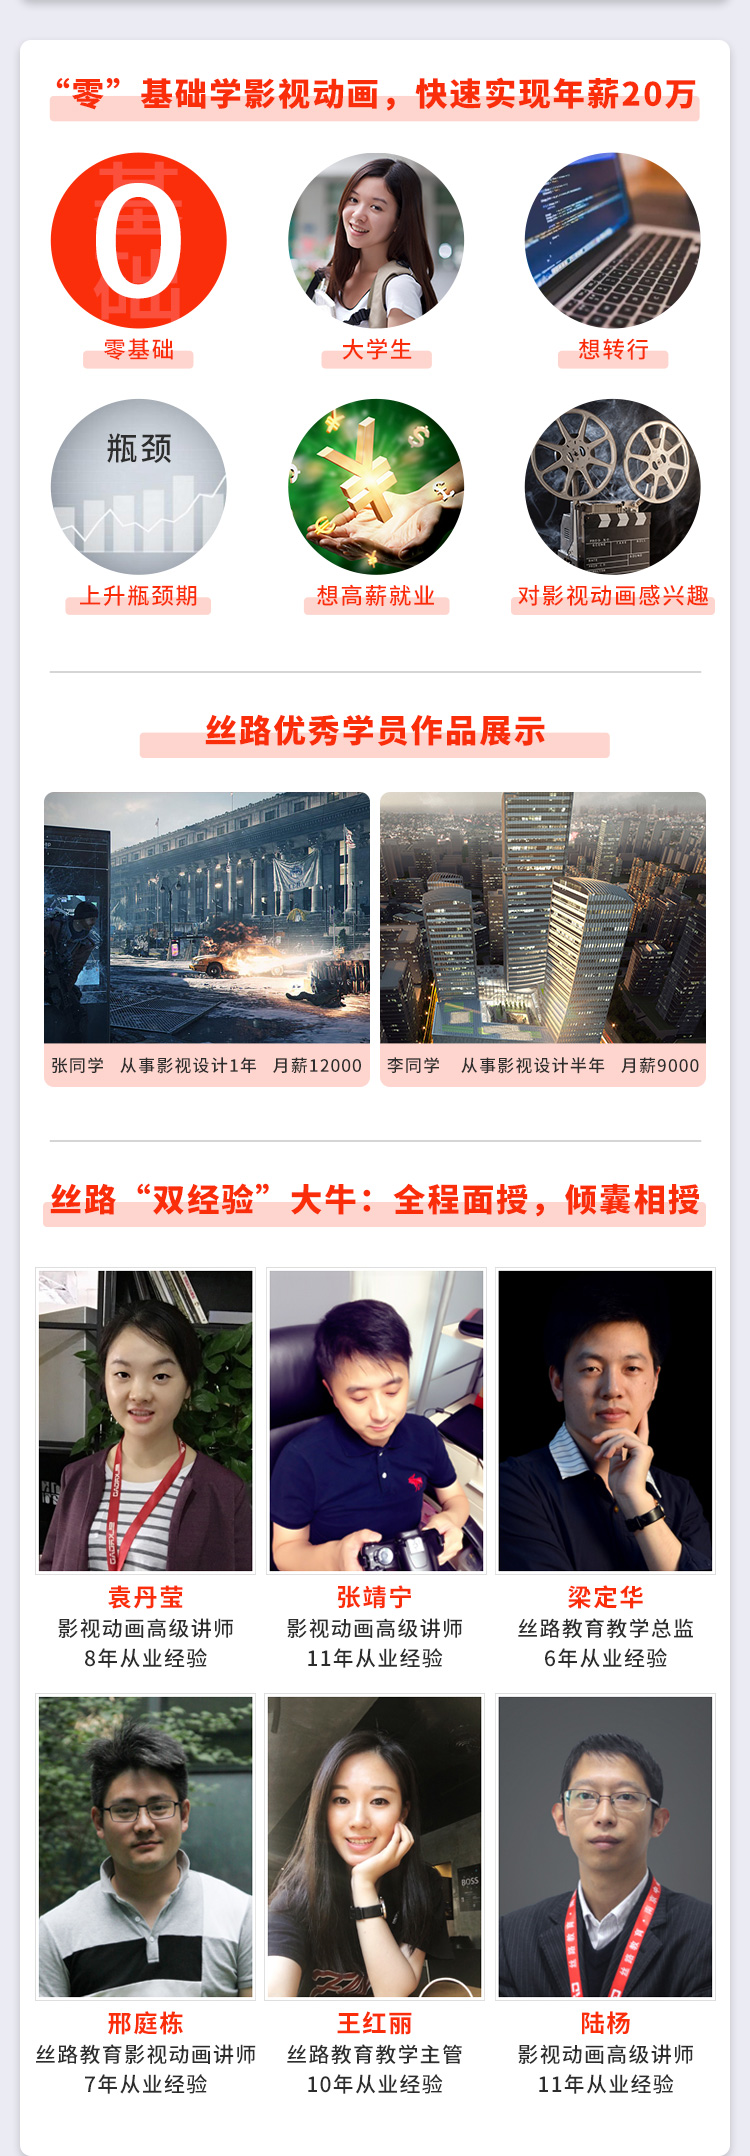 “零”基础学影视动画，快速实现年薪20万
基础
0
零基础
大学生
想转行
瓶颈
上升瓶颈期
想高薪就业
对影视动画感兴趣
丝路优秀学员作品展示
张同学 从事影视设计1年 月薪12000
李同学 从事影视设计半年 月薪9000
丝路“双经验”大牛：全程面授，倾囊相授
袁丹莹
影视动画高级讲师
8年从业经验
张靖宁
影视动画高级讲师
11年从业经验
梁定华
丝路教育教学总监
6年从业经验
BOSS
丝路教育
邢庭栋
丝路教育影视动画讲师
7年从业经验
王红丽
丝路教育教学主管
10年从业经验
陆杨
影视动画高级讲师
11年从业经验